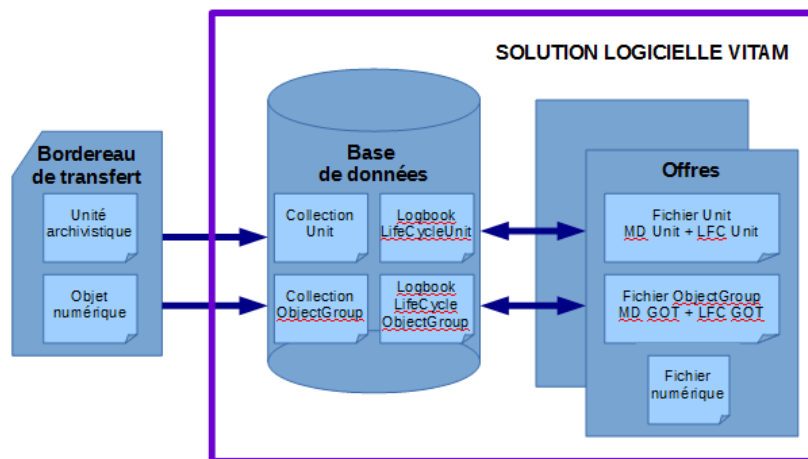 SOLUTION LOGICIELLE VITAM
Bordereau
de transfert
Unité
archivistique
Objet
numérique
Base
de données
Collection
Unit
Logbook
LifeCycleUnit
Collection
ObjectGroup
Logbook
LifeCycle
ObjectGroup
Offres
Fichier Unit
MD Unit + LFC Unit
Fichier ObjectGroup
MD GOT + LFC GOT
Fichier
numérique